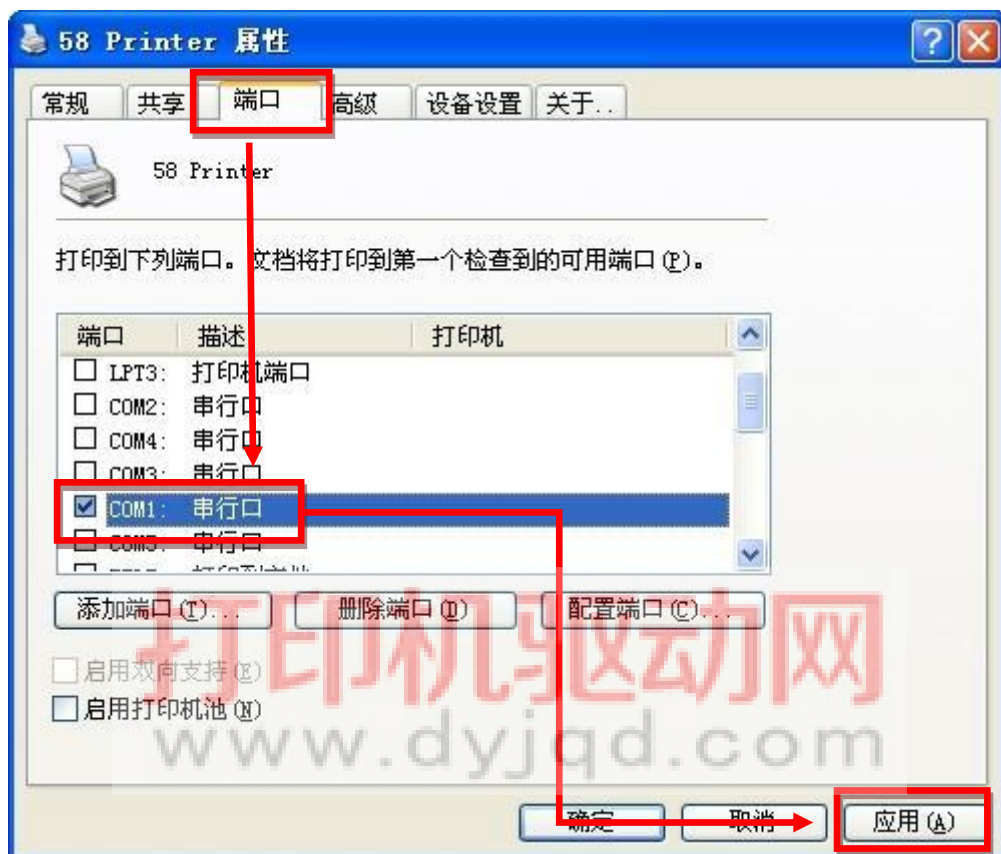 58 Printer 属性
常规 共享 端口 高级 设备设置 关于..
58 Printer
打印到下列端口。文档将打印到第一个检查到的可用端口(P)。
端口 描述 打印机
LPT3: 打印机端口
COM2: 串行口
COM4: 串行口
COM3: 串行口
COM1: 串行口
串行口
添加端口(T)... 删除端口(D) 配置端口(C)...
启用双向支持(E)
启用打印机池(N)
打印机驱动网
www.dyjqd.com
确定 取消 应用(A)